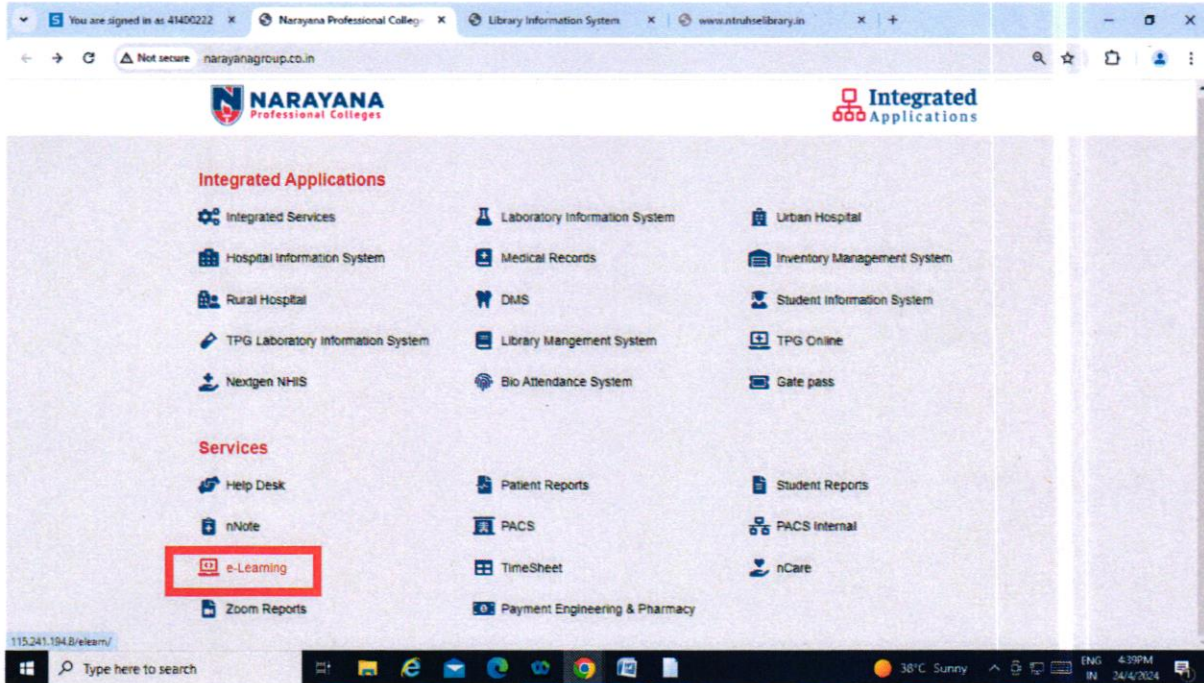 You are signed in as 41400222
Narayana Professional Colleg
Library Information System
www.ntruhselibrary.in
Not secure narayanagroup.co.in
NARAYANA
Professional Colleges
Integrated
Applications
Integrated Applications
Integrated Services
Laboratory Information System
Urban Hospital
Hospital Information System
Medical Records
Inventory Management System
Rural Hospital
DMS
Student Information System
TPG Laboratory Information System
Library Mangement System
TPG Online
Nextgen NHIS
Bio Attendance System
Gate pass
Services
Help Desk
Patient Reports
Student Reports
nNote
PACS
PACS Internal
e-Learning
TimeSheet
nCare
Zoom Reports
Payment Engineering & Pharmacy
115.241.194.8/elearn/
Type here to search
38°C Sunny
ENG
IN
4:39PM
24/4/2024